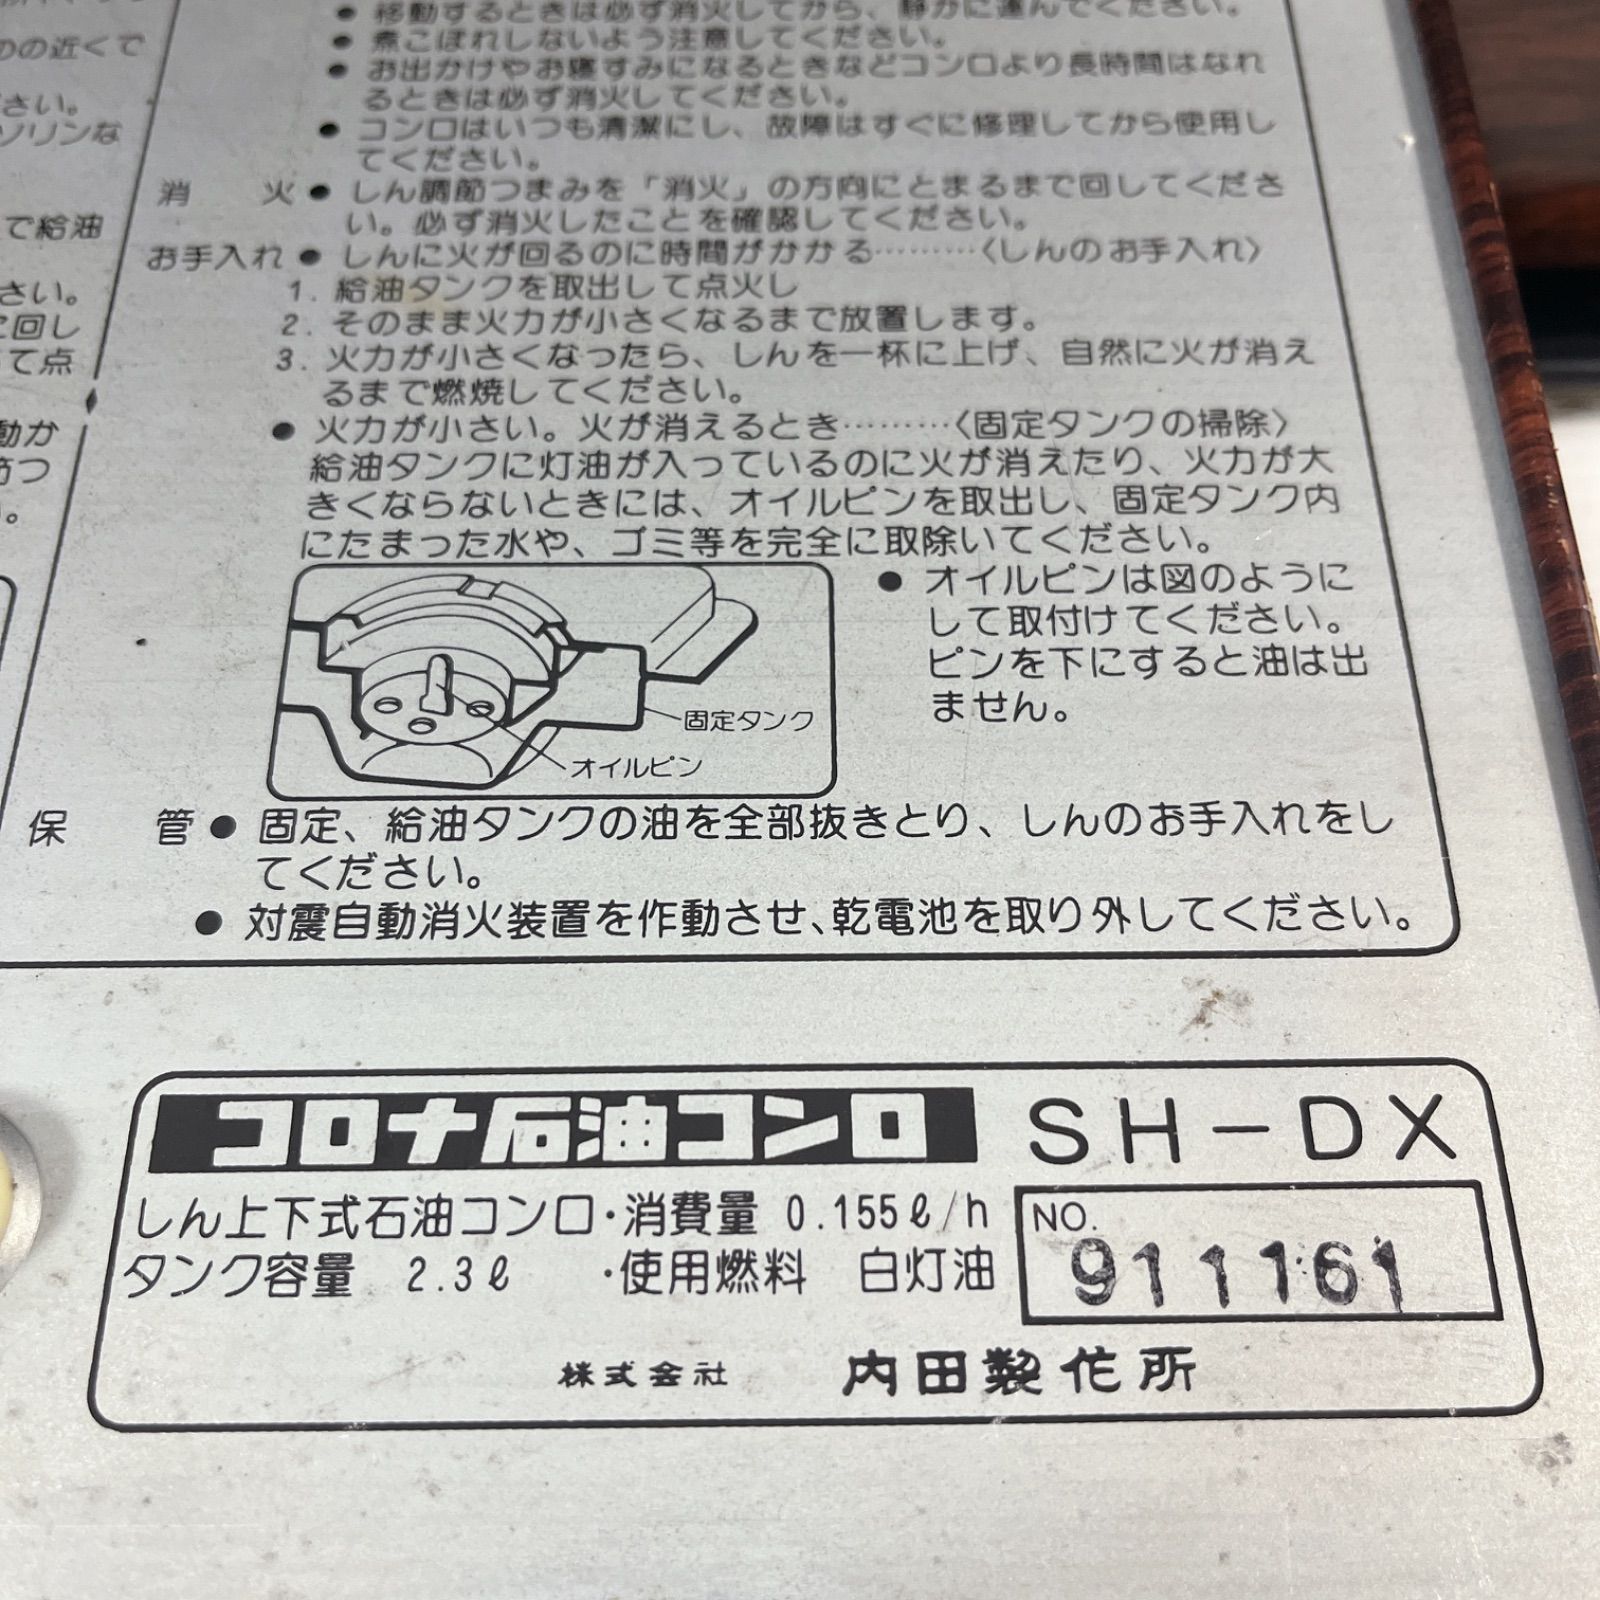 のの近くで
さい。
ソリンな
で給油
さい。
に回し
て点
動か
節つ
。
● 移動するときは必ず消火してから、静かに運んでください。
● 煮こぼれしないよう注意してください。
● お出かけやお寝すみになるときなどコンロより長時間はなれ
るときは必ず消火してください。
● コンロはいつも清潔にし、故障はすぐに修理してから使用し
てください。
消 火 ● しん調節つまみを「消火」の方向にとまるまで回してくださ
い。必ず消火したことを確認してください。
お手入れ ● しんに火が回るのに時間がかかる………〈しんのお手入れ〉
1. 給油タンクを取出して点火し
2. そのまま火力が小さくなるまで放置します。
3. 火力が小さくなったら、しんを一杯に上げ、自然に火が消え
るまで燃焼してください。
● 火力が小さい。火が消えるとき………〈固定タンクの掃除〉
給油タンクに灯油が入っているのに火が消えたり、火力が大
きくならないときには、オイルピンを取出し、固定タンク内
にたまった水や、ゴミ等を完全に取除いてください。
固定タンク
オイルピン
● オイルピンは図のように
して取付けてください。
ピンを下にすると油は出
ません。
保 管 ● 固定、給油タンクの油を全部抜きとり、しんのお手入れをし
てください。
● 対震自動消火装置を作動させ、乾電池を取り外してください。
コロナ石油コンロ SH-DX
しん上下式石油コンロ・消費量 0.155ℓ/h
タンク容量 2.3ℓ ・使用燃料 白灯油
NO.
911161
株式会社 内田製作所